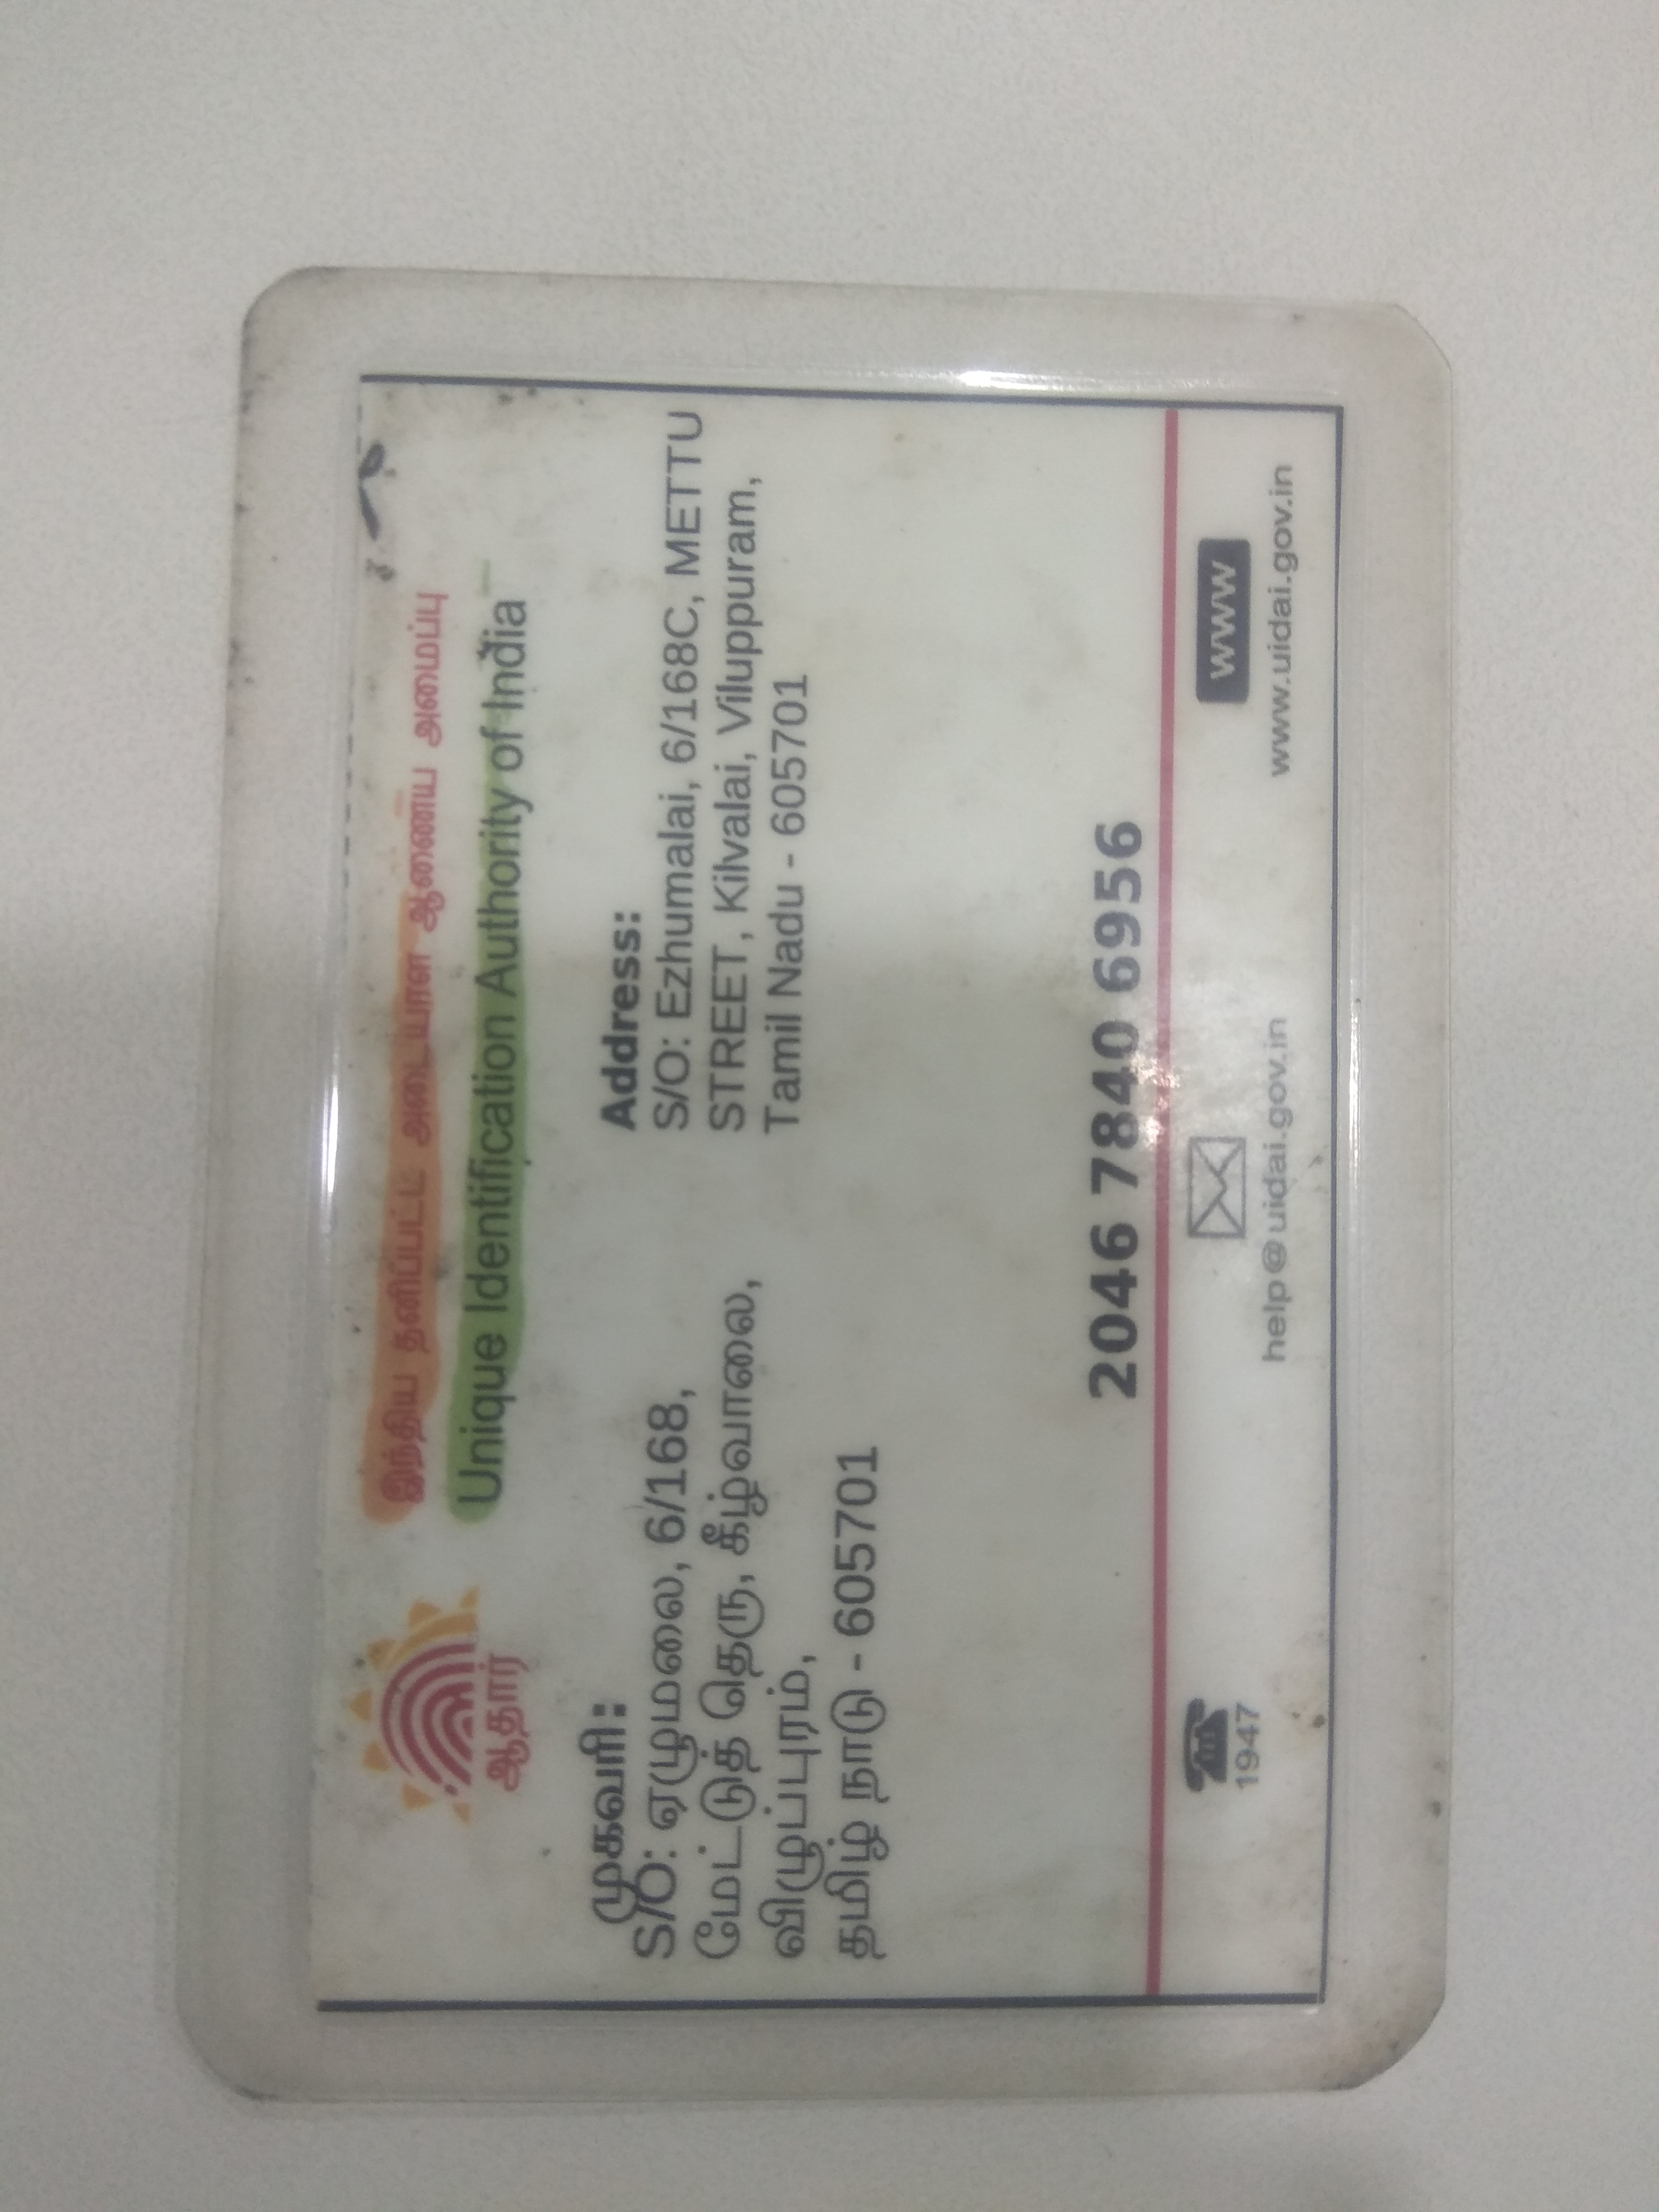 இந்திய தனிப்பட்ட அடையாள ஆணைய அமைப்பு
Unique Identification Authority of India
ஆதார்
முகவரி:
S/O: ஏழுமலை, 6/168,
மேட்டுத் தெரு, கீழ்வாலை,
விழுப்புரம்,
தமிழ் நாடு - 605701
Address:
S/O: Ezhumalai, 6/168C, METTU
STREET, Kilvalai, Viluppuram,
Tamil Nadu - 605701
2046 7840 6956
1947
help@uidai.gov.in
www
www.uidai.gov.in